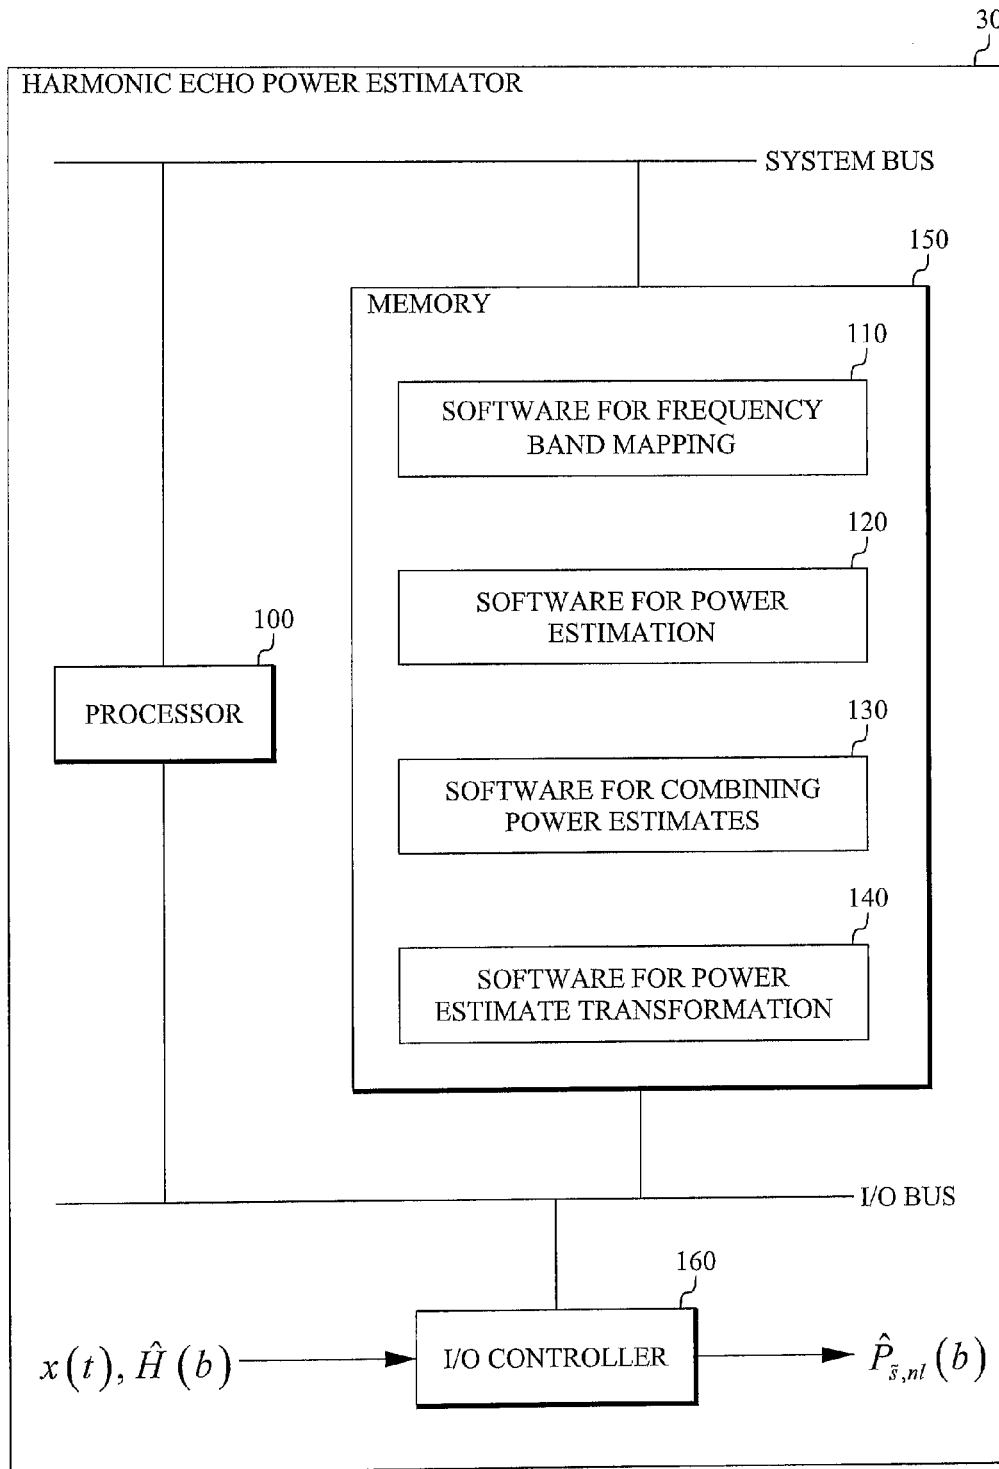 30
HARMONIC ECHO POWER ESTIMATOR
SYSTEM BUS
150
MEMORY
110
SOFTWARE FOR FREQUENCY
BAND MAPPING
120
SOFTWARE FOR POWER
ESTIMATION
100
PROCESSOR
130
SOFTWARE FOR COMBINING
POWER ESTIMATES
140
SOFTWARE FOR POWER
ESTIMATE TRANSFORMATION
I/O BUS
160
x(t), Ĥ(b)
I/O CONTROLLER
P̂_{s̃,nl}(b)